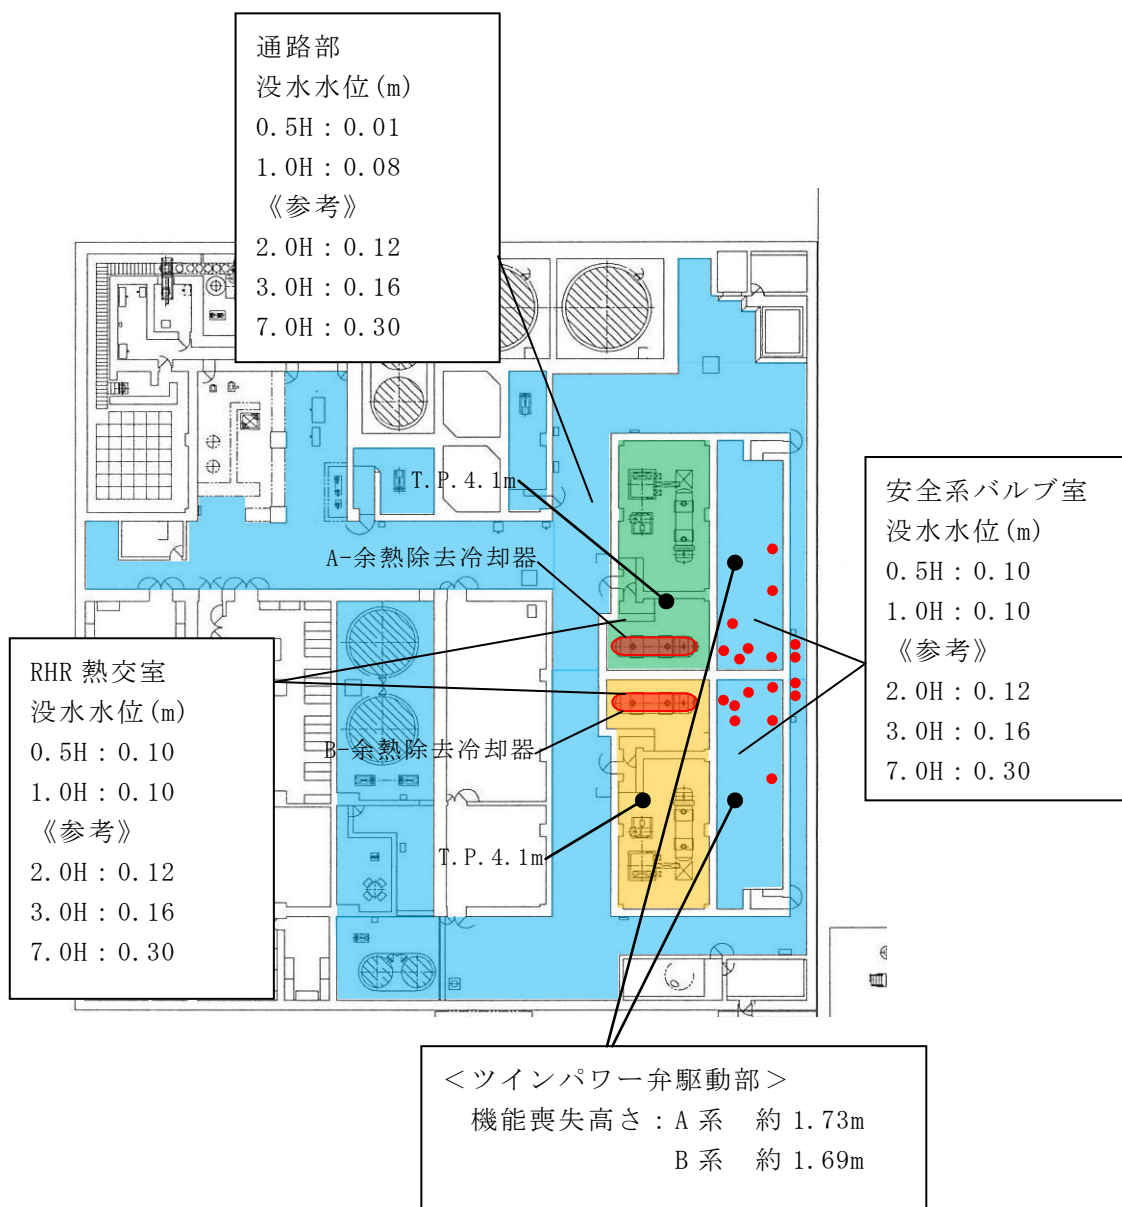 通路部
没水水位(m)
0.5H：0.01
1.0H：0.08
《参考》
2.0H：0.12
3.0H：0.16
7.0H：0.30
T.P.4.1m
A-余熱除去冷却器
安全系バルブ室
没水水位(m)
0.5H：0.10
1.0H：0.10
《参考》
2.0H：0.12
3.0H：0.16
7.0H：0.30
RHR 熱交室
没水水位(m)
0.5H：0.10
1.0H：0.10
《参考》
2.0H：0.12
3.0H：0.16
7.0H：0.30
B-余熱除去冷却器
T.P.4.1m
＜ツインパワー弁駆動部＞
機能喪失高さ：A 系　約 1.73m
B 系　約 1.69m